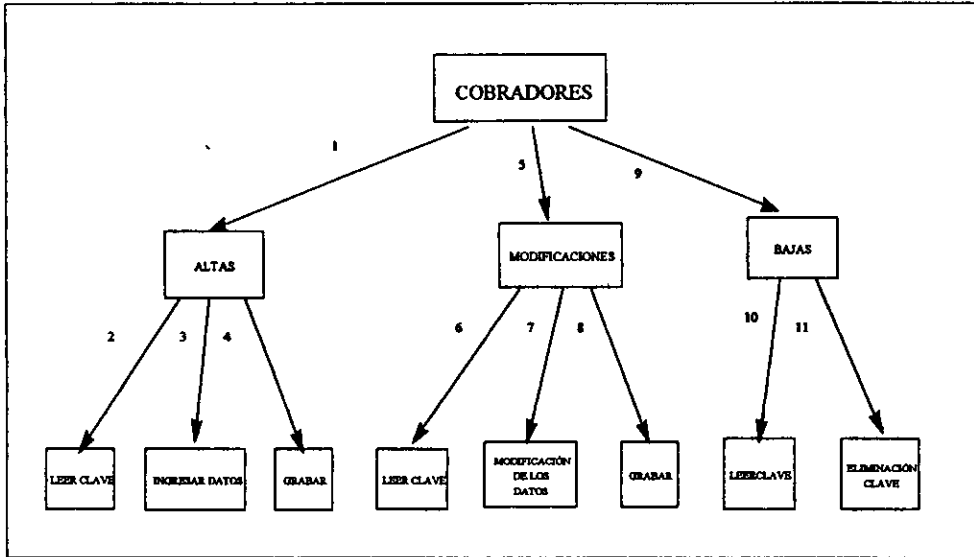 COBRADORES
1
5
9
ALTAS
MODIFICACIONES
BAJAS
2
3
4
6
7
8
10
11
LEER CLAVE
INGRESAR DATOS
GRABAR
LEER CLAVE
MODIFICACIÓN
DE LOS
DATOS
GRABAR
LEERCLAVE
ELIMINACIÓN
CLAVE